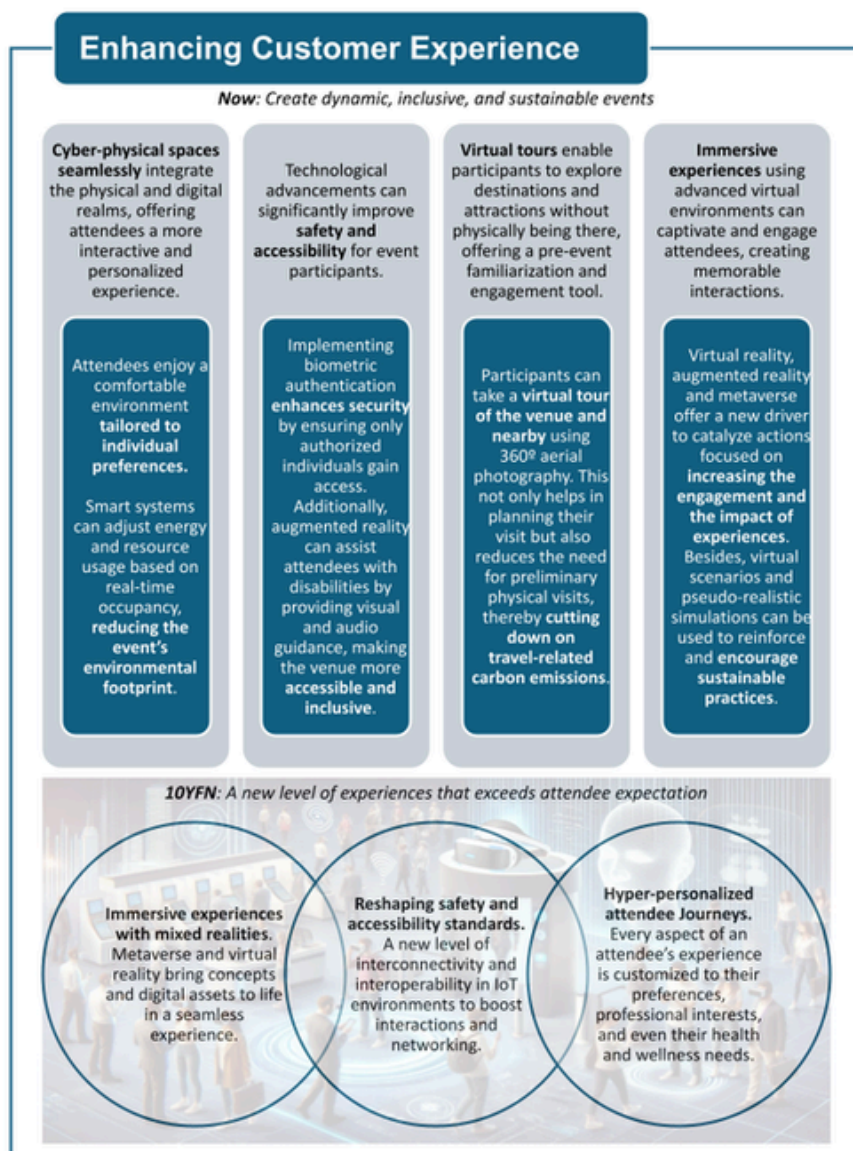 Enhancing Customer Experience
Now: Create dynamic, inclusive, and sustainable events
Cyber-physical spaces
seamlessly integrate
the physical and digital
realms, offering
attendees a more
interactive and
personalized
experience.
Attendees enjoy a
comfortable
environment
tailored to
individual
preferences.
Smart systems
can adjust energy
and resource
usage based on
real-time
occupancy,
reducing the
event's
environmental
footprint.
Technological
advancements can
significantly improve
safety and
accessibility for event
participants.
Implementing
biometric
authentication
enhances security
by ensuring only
authorized
individuals gain
access.
Additionally,
augmented reality
can assist
attendees with
disabilities by
providing visual
and audio
guidance, making
the venue more
accessible and
inclusive.
Virtual tours enable
participants to explore
destinations and
attractions without
physically being there,
offering a pre-event
familiarization and
engagement tool.
Participants can
take a virtual tour
of the venue and
nearby using
360º aerial
photography. This
not only helps in
planning their
visit but also
reduces the need
for preliminary
physical visits,
thereby cutting
down on
travel-related
carbon emissions.
Immersive
experiences using
advanced virtual
environments can
captivate and engage
attendees, creating
memorable
interactions.
Virtual reality,
augmented reality
and metaverse
offer a new driver
to catalyze actions
focused on
increasing the
engagement and
the impact of
experiences.
Besides, virtual
scenarios and
pseudo-realistic
simulations can be
used to reinforce
and encourage
sustainable
practices.
10YFN: A new level of experiences that exceeds attendee expectation
Immersive experiences
with mixed realities.
Metaverse and virtual
reality bring concepts
and digital assets to life
in a seamless
experience.
Reshaping safety and
accessibility standards.
A new level of
interconnectivity and
interoperability in IoT
environments to boost
interactions and
networking.
Hyper-personalized
attendee Journeys.
Every aspect of an
attendee's experience
is customized to their
preferences,
professional interests,
and even their health
and wellness needs.